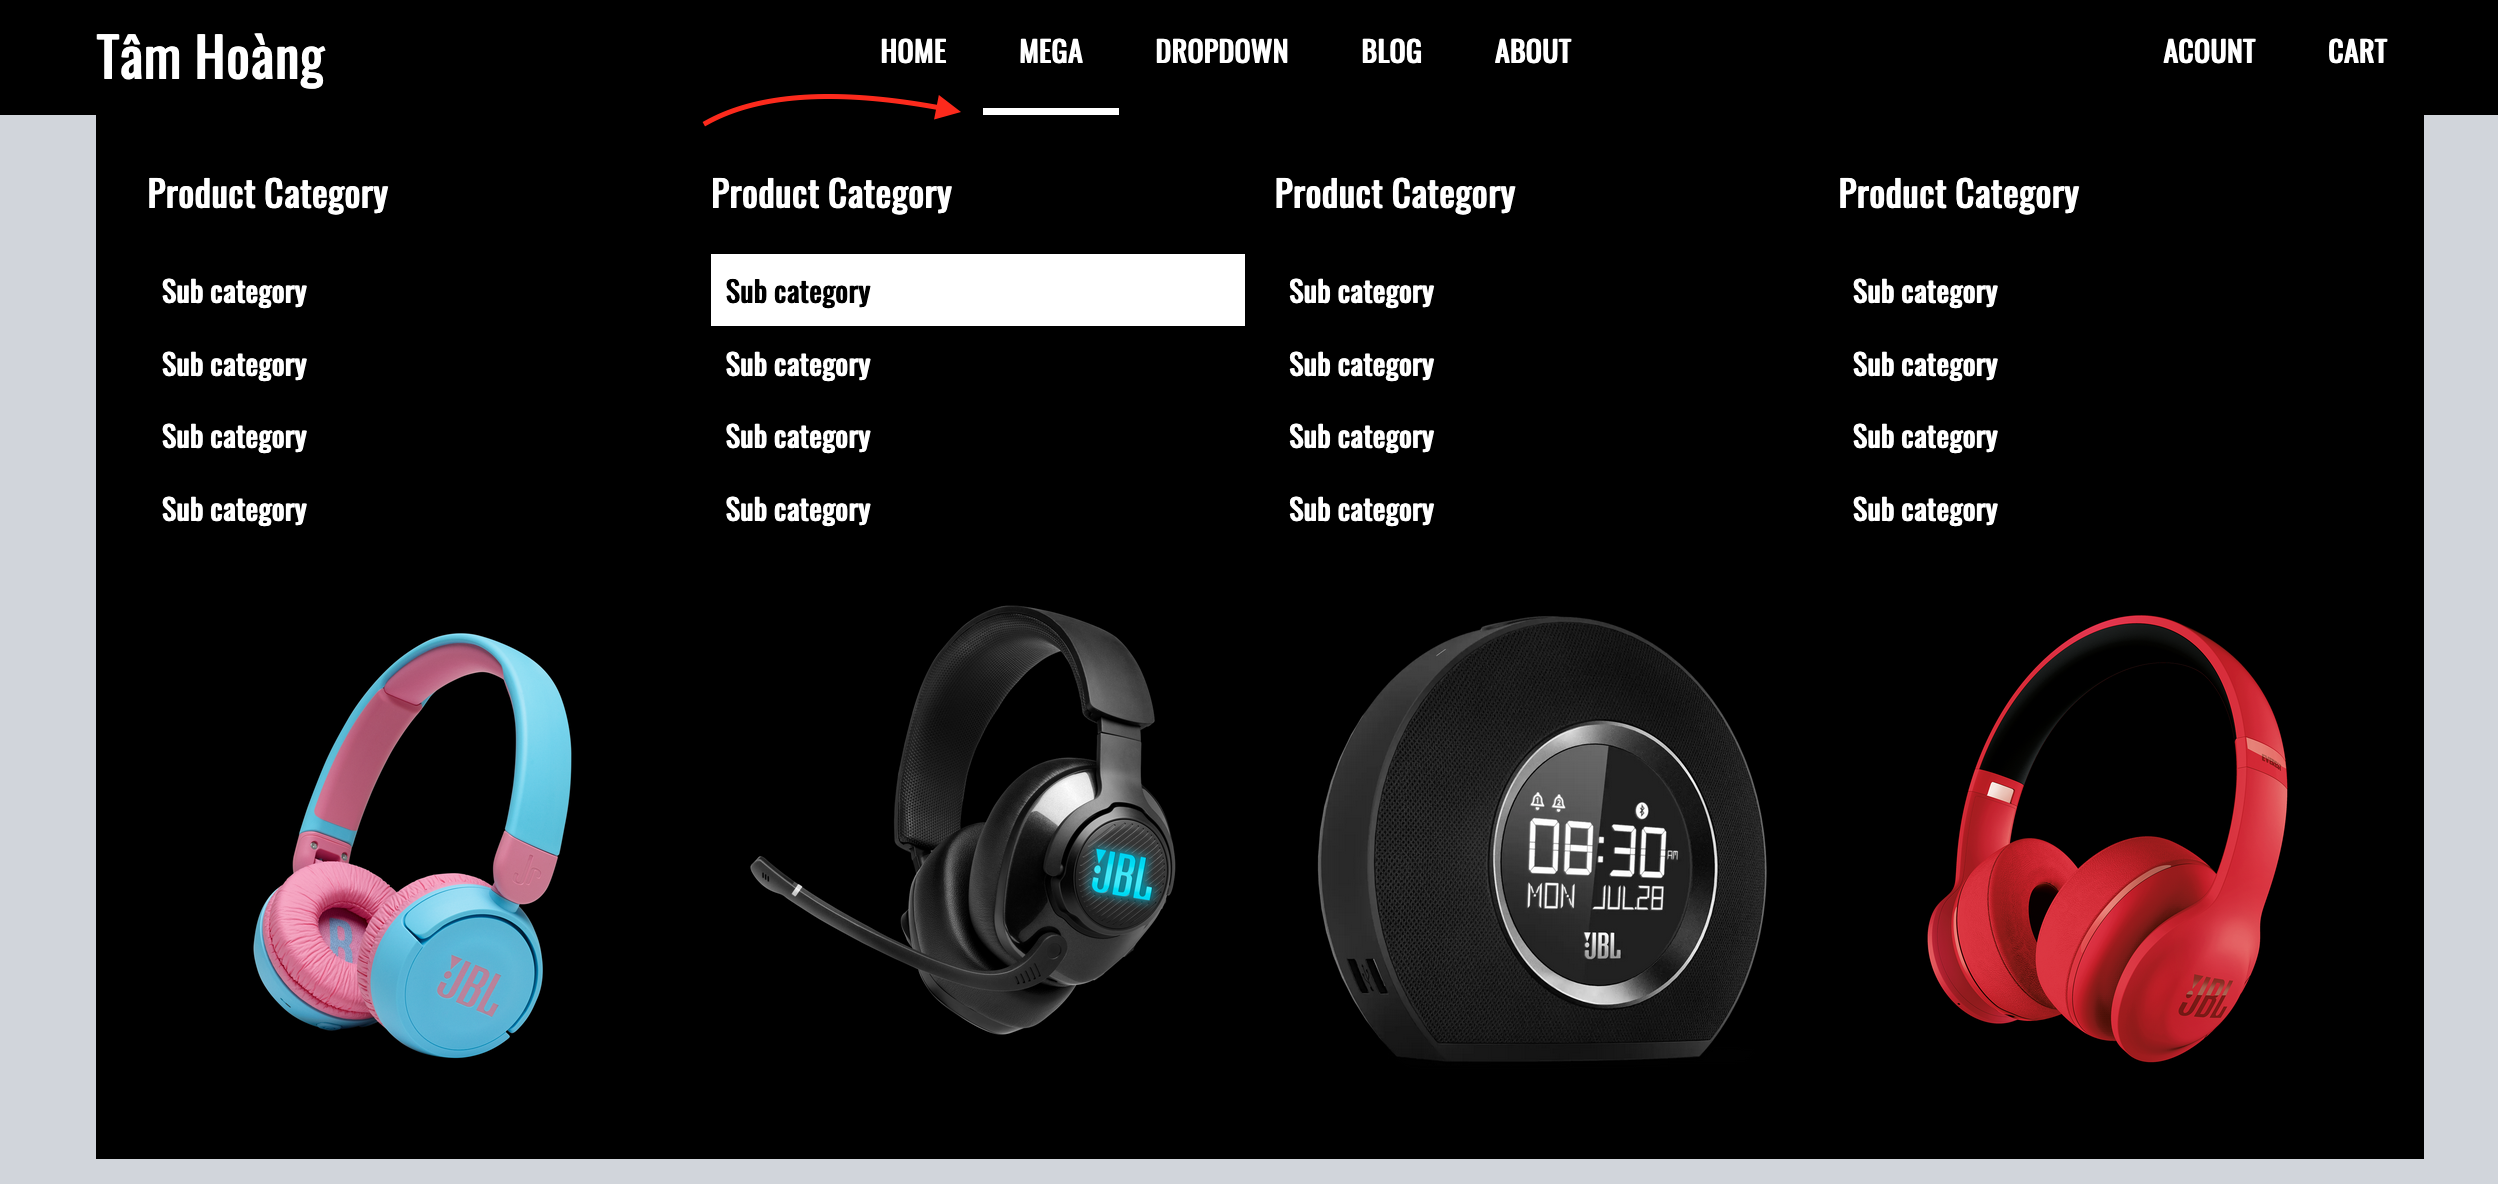 Tâm Hoàng HOME MEGA DROPDOWN BLOG ABOUT ACOUNT CART
Product Category Product Category Product Category Product Category
Sub category Sub category Sub category Sub category
Sub category Sub category Sub category Sub category
Sub category Sub category Sub category Sub category
Sub category Sub category Sub category Sub category
08:30 AM
MON JUL28
JBL
Jr
R
JBL
JBL
JBL